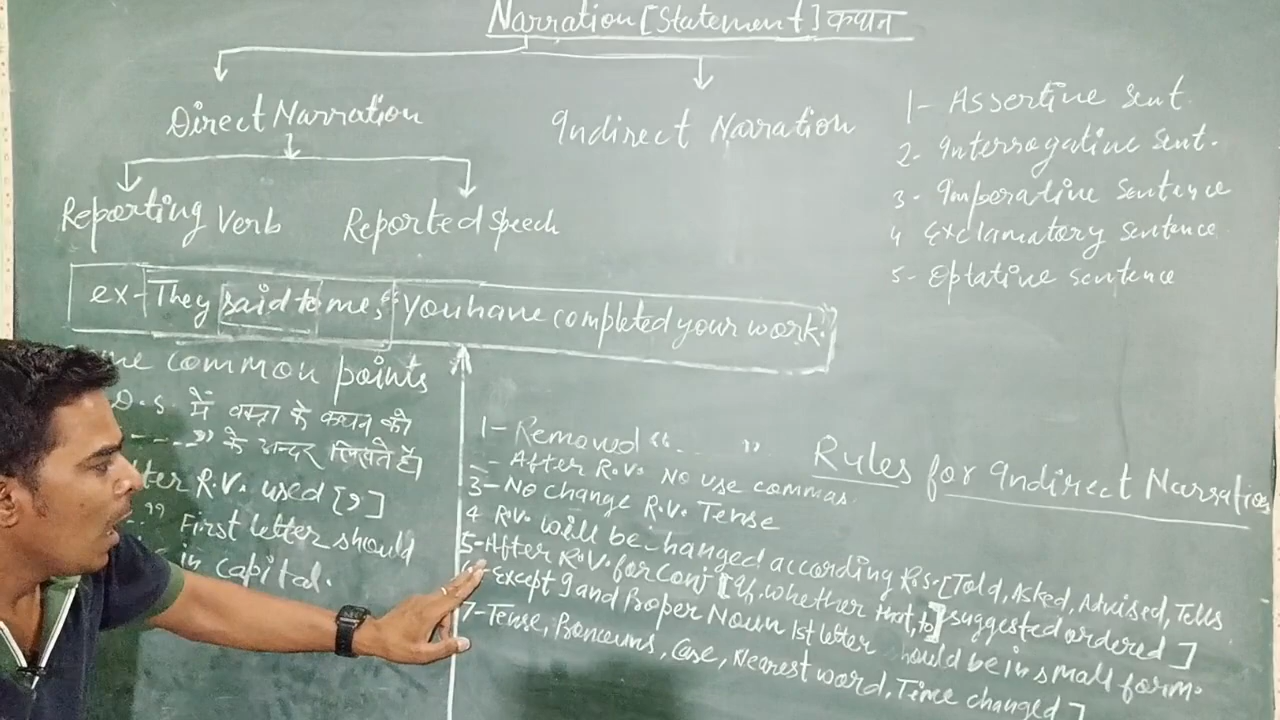 Narration [Statement] कथन
Direct Narration
Indirect Narration
Reporting Verb
Reported speech
1- Assertive Sent.
2- Interrogative Sent.
3- Imperative Sentence
4 Exclamatory sentence
5- Optative sentence
ex- They said to me, "you have completed your work."
common points
D.S. में वक्ता के कथन को
---" के अन्दर लिखते हैं।
R.V. used [,]
" First letter should
in capital.
Rules for Indirect Narration
1- Removed "... "
- After R.V. No use commas.
3- No change R.V. Tense
4 R.V. will be changed according R.S. [Told, Asked, Advised, Tells
suggested ordered]
5- After R.V. for Conj [If, whether that, to]
- except I and Proper Noun 1st letter should be in small form.
7- Tense, Pronouns, Case, Nearest word, Time changed]